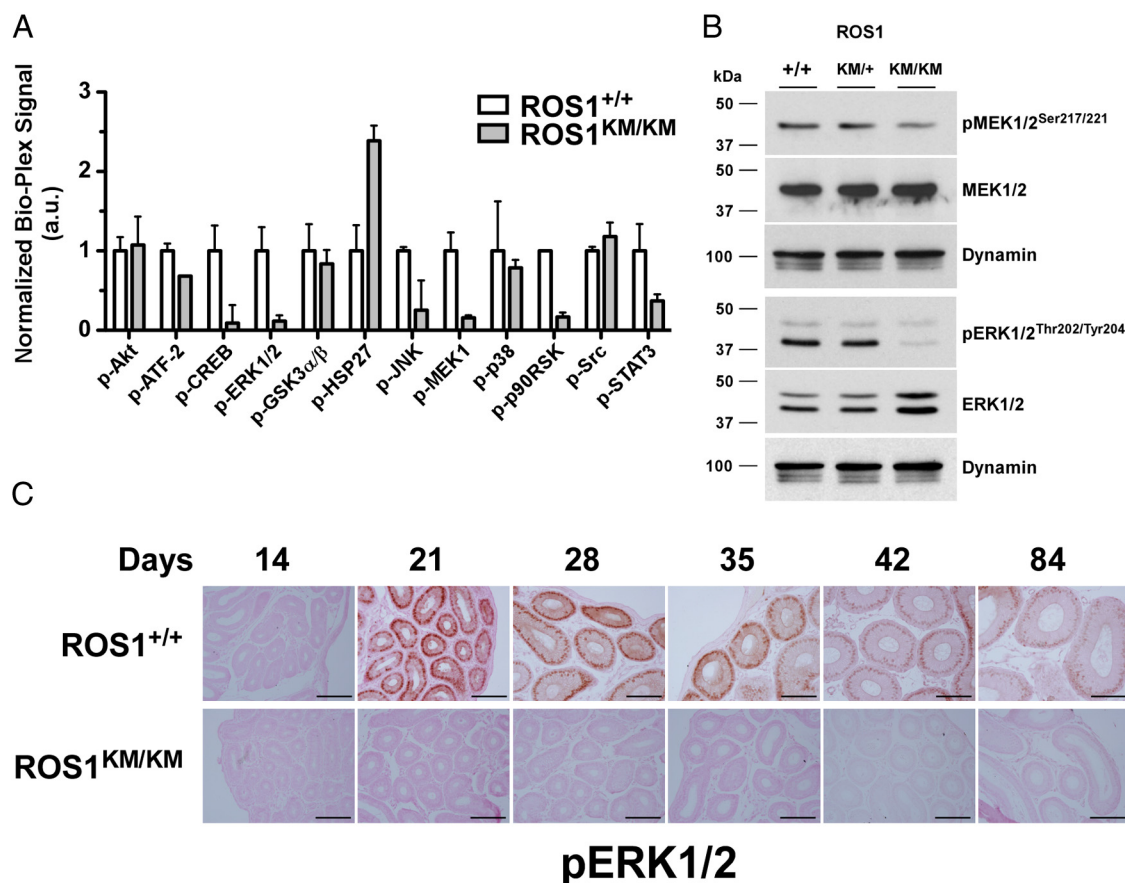 A
Normalized Bio-Plex Signal
(a.u.)
3
2
1
0
ROS1+/+
ROS1KM/KM
p-Akt
p-ATF-2
p-CREB
p-ERK1/2
p-GSK3α/β
p-HSP27
p-JNK
p-MEK1
p-p38
p-p90RSK
p-Src
p-STAT3
B
ROS1
kDa
+/+ KM/+ KM/KM
50
37
pMEK1/2Ser217/221
50
37
MEK1/2
100
Dynamin
50
37
pERK1/2Thr202/Tyr204
50
37
ERK1/2
100
Dynamin
C
Days 14 21 28 35 42 84
ROS1+/+
ROS1KM/KM
pERK1/2